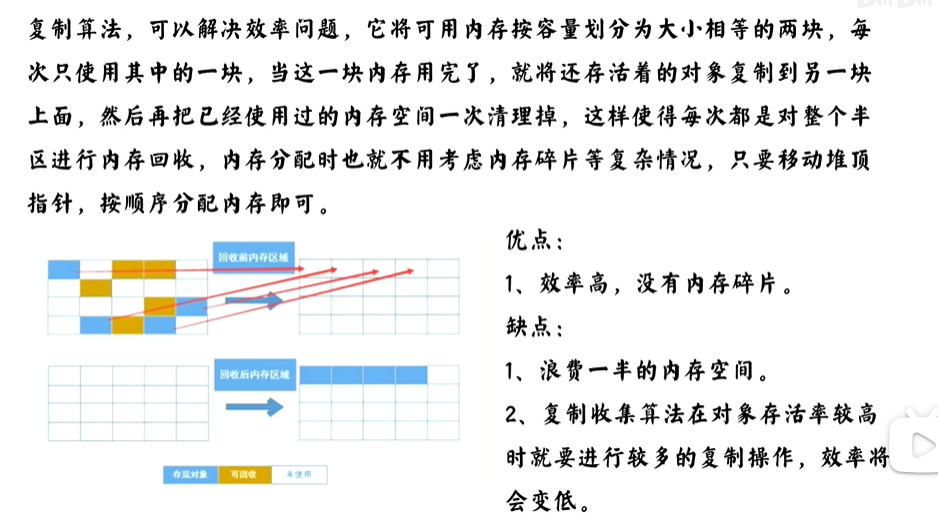 复制算法，可以解决效率问题，它将可用内存按容量划分为大小相等的两块，每
次只使用其中的一块，当这一块内存用完了，就将还存活着的对象复制到另一块
上面，然后再把已经使用过的内存空间一次清理掉，这样使得每次都是对整个半
区进行内存回收，内存分配时也就不用考虑内存碎片等复杂情况，只要移动堆顶
指针，按顺序分配内存即可。
回收前内存区域
回收后内存区域
存活对象 可回收 未使用
优点：
1、效率高，没有内存碎片。
缺点：
1、浪费一半的内存空间。
2、复制收集算法在对象存活率较高
时就要进行较多的复制操作，效率将
会变低。